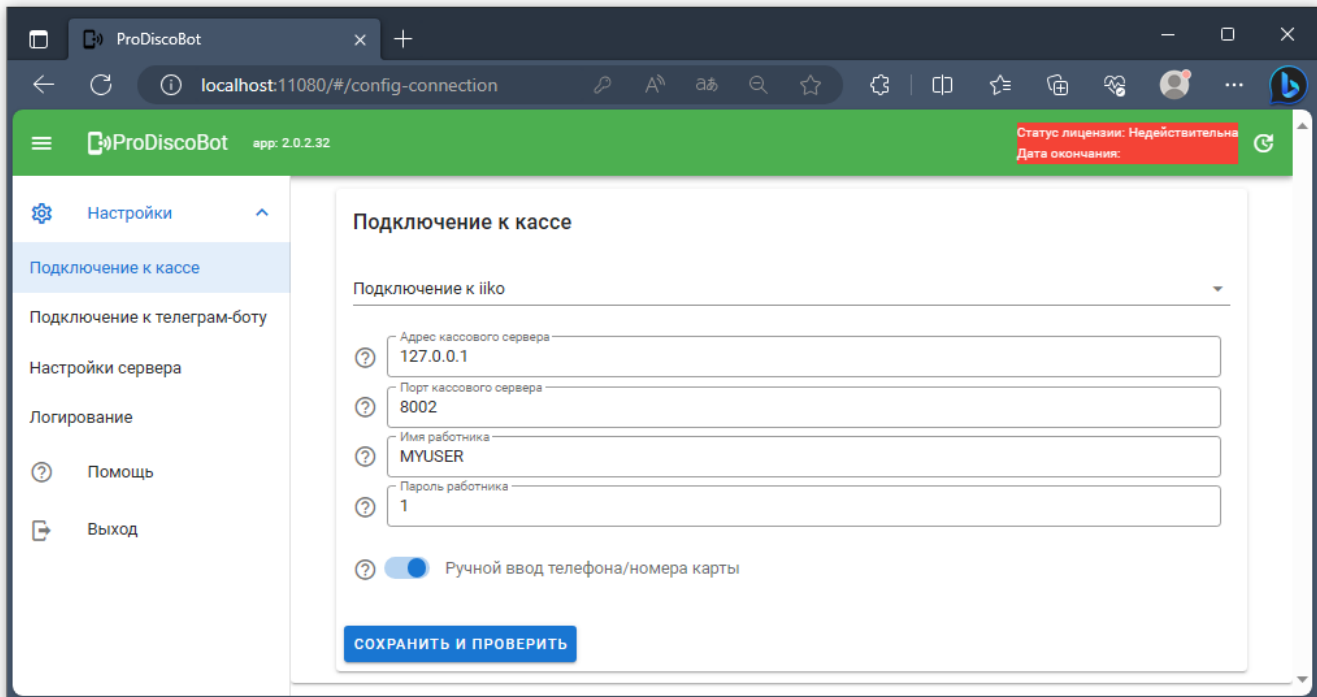 ProDiscoBot
localhost:11080/#/config-connection
ProDiscoBot app: 2.0.2.32
Статус лицензии: Недействительна
Дата окончания:
Настройки
Подключение к кассе
Подключение к телеграм-боту
Настройки сервера
Логирование
Помощь
Выход
Подключение к кассе
Подключение к iiko
Адрес кассового сервера
127.0.0.1
Порт кассового сервера
8002
Имя работника
MYUSER
Пароль работника
1
Ручной ввод телефона/номера карты
СОХРАНИТЬ И ПРОВЕРИТЬ